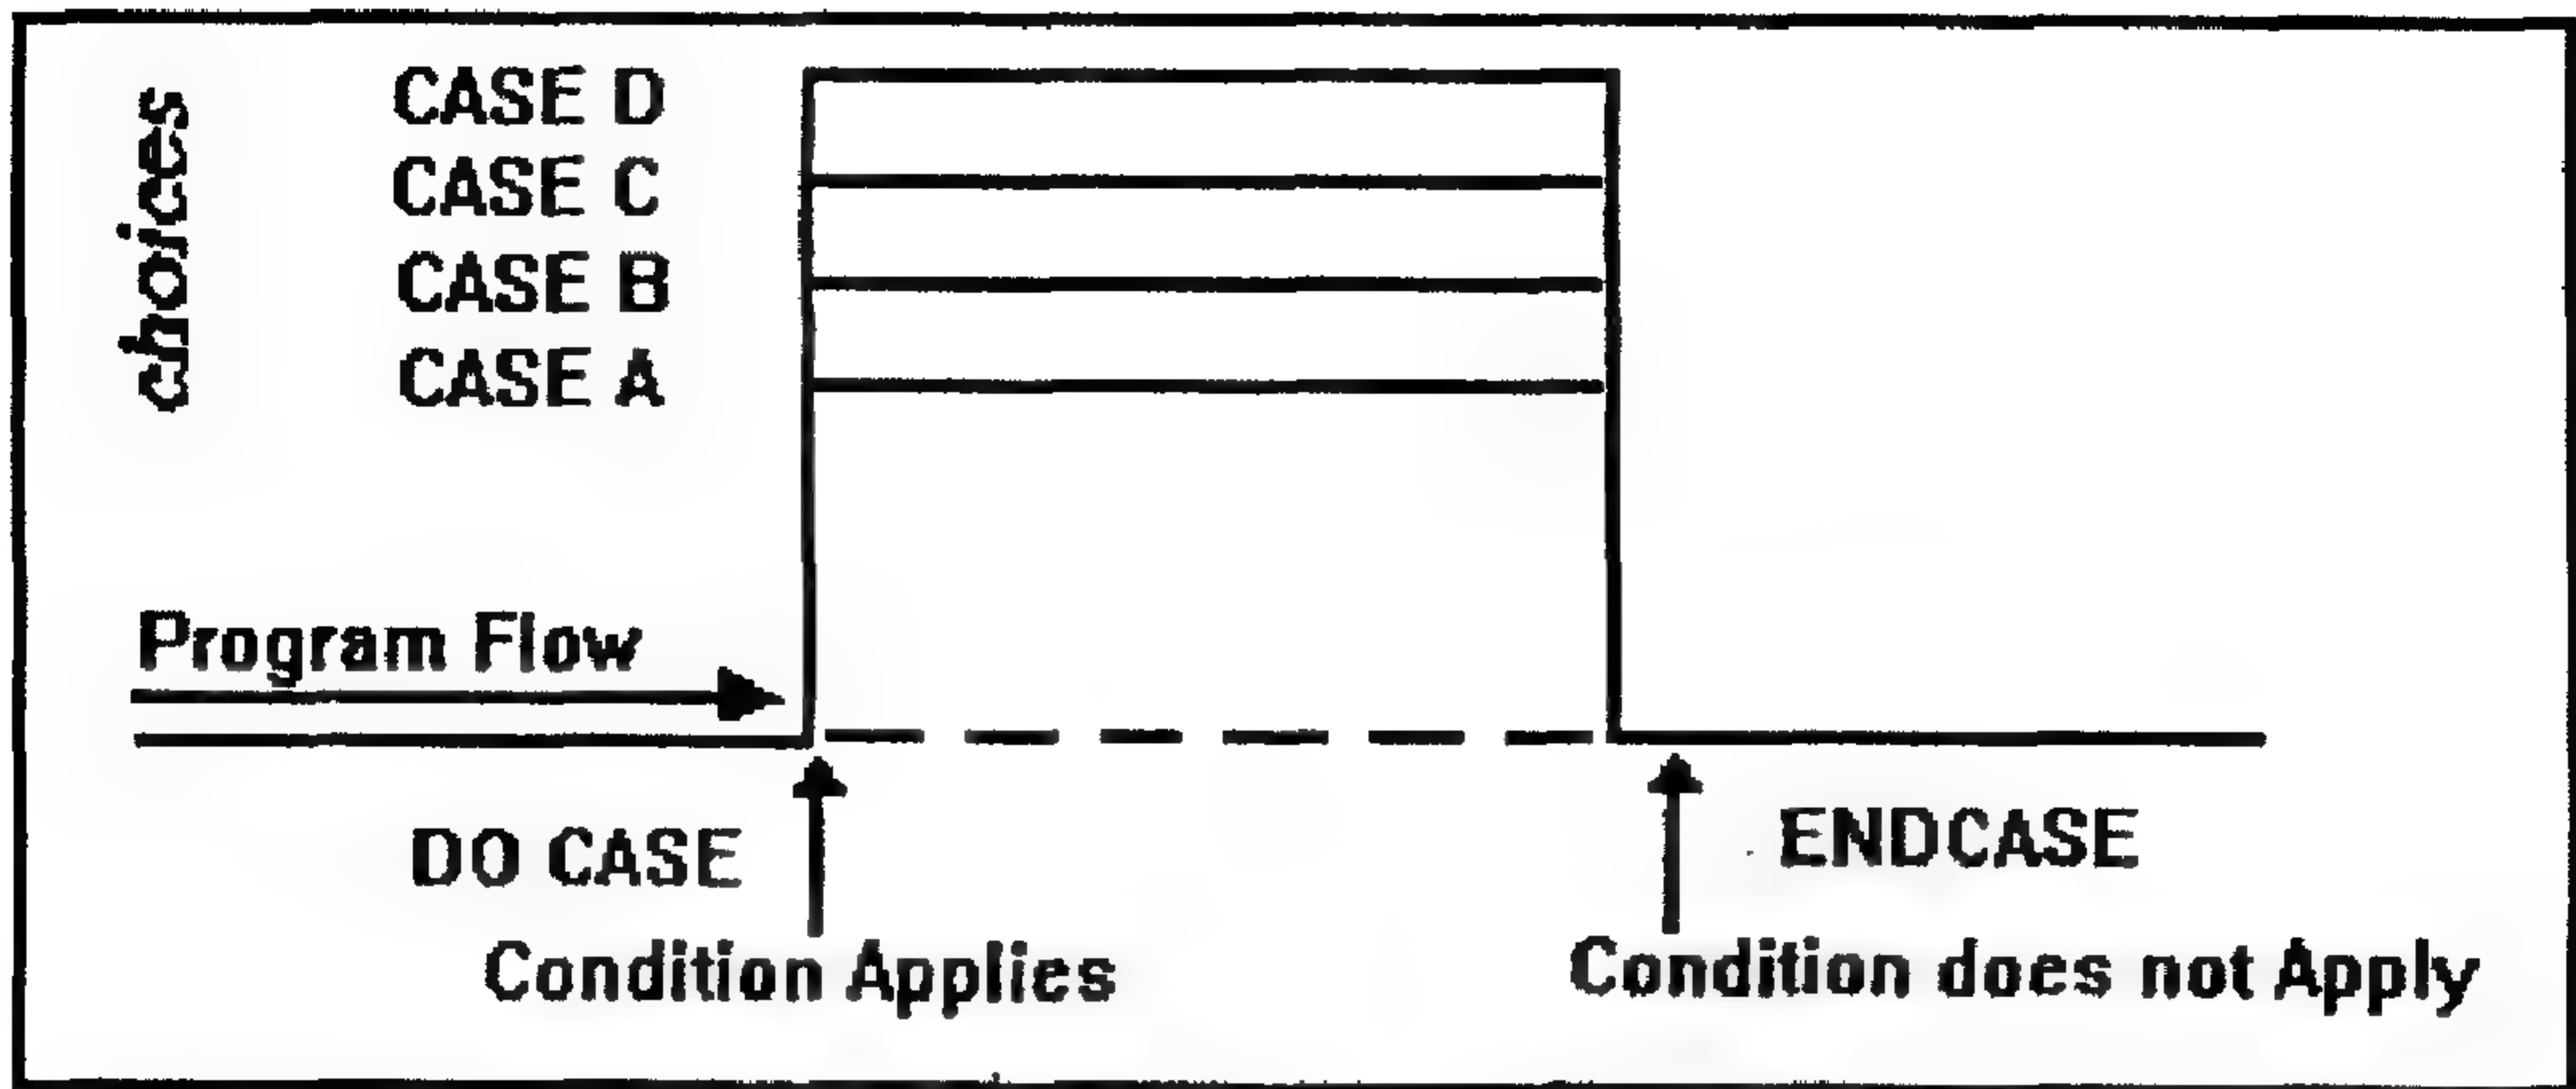 choices
CASE D
CASE C
CASE B
CASE A
Program Flow
DO CASE
ENDCASE
Condition Applies
Condition does not Apply